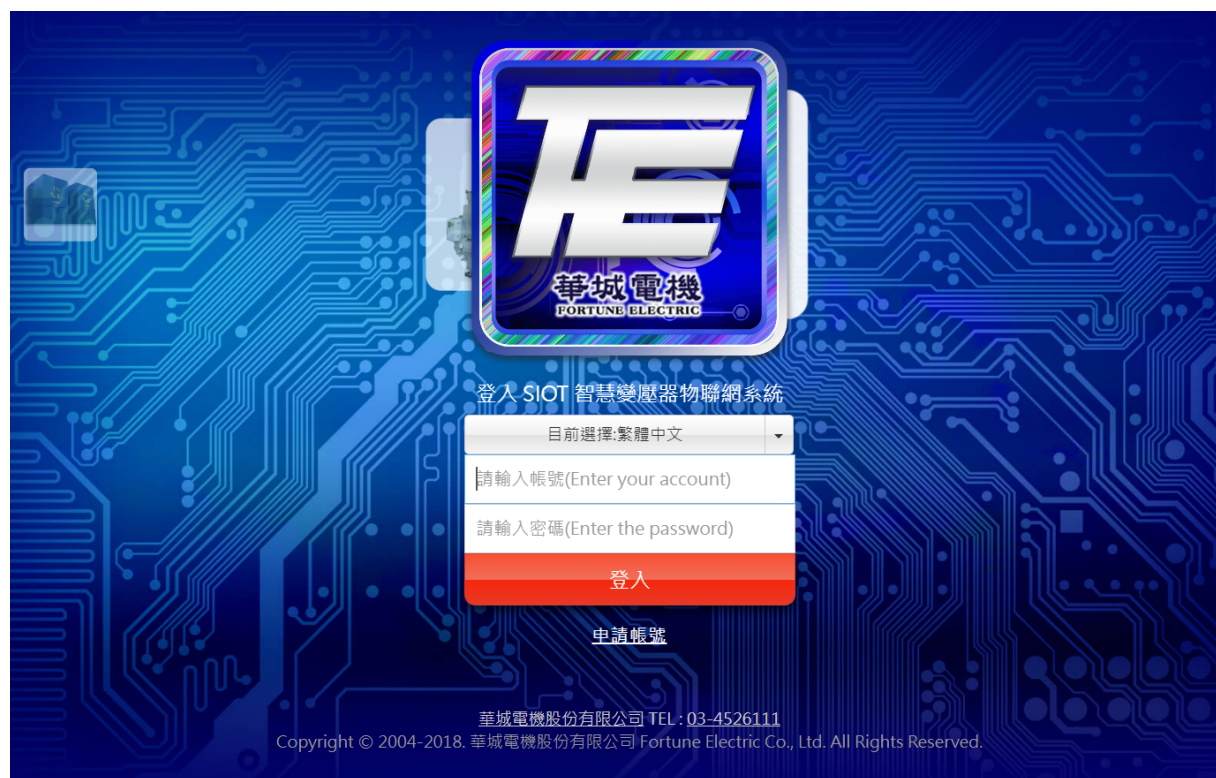 華城電機
FORTUNE ELECTRIC
登入 SIOT 智慧變壓器物聯網系統
目前選擇:繁體中文
請輸入帳號(Enter your account)
請輸入密碼(Enter the password)
登入
申請帳號
華城電機股份有限公司 TEL : 03-4526111
Copyright © 2004-2018. 華城電機股份有限公司 Fortune Electric Co., Ltd. All Rights Reserved.